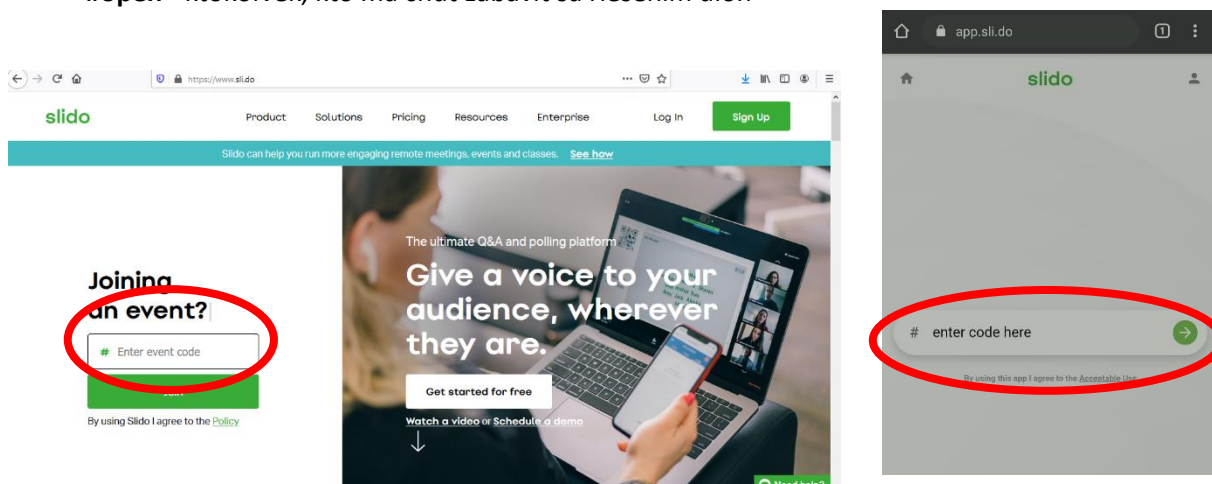 https://www.sli.do
slido Product Solutions Pricing Resources Enterprise Log In Sign Up
Slido can help you run more engaging remote meetings, events and classes. See how
Joining
an event?
# Enter event code
By using Slido I agree to the Policy
The ultimate Q&A and polling platform
Give a voice to your
audience, wherever
they are.
Get started for free
Watch a video or Schedule a demo
Need help?
app.sli.do 1
slido
# enter code here
By using this app I agree to the Acceptable Use